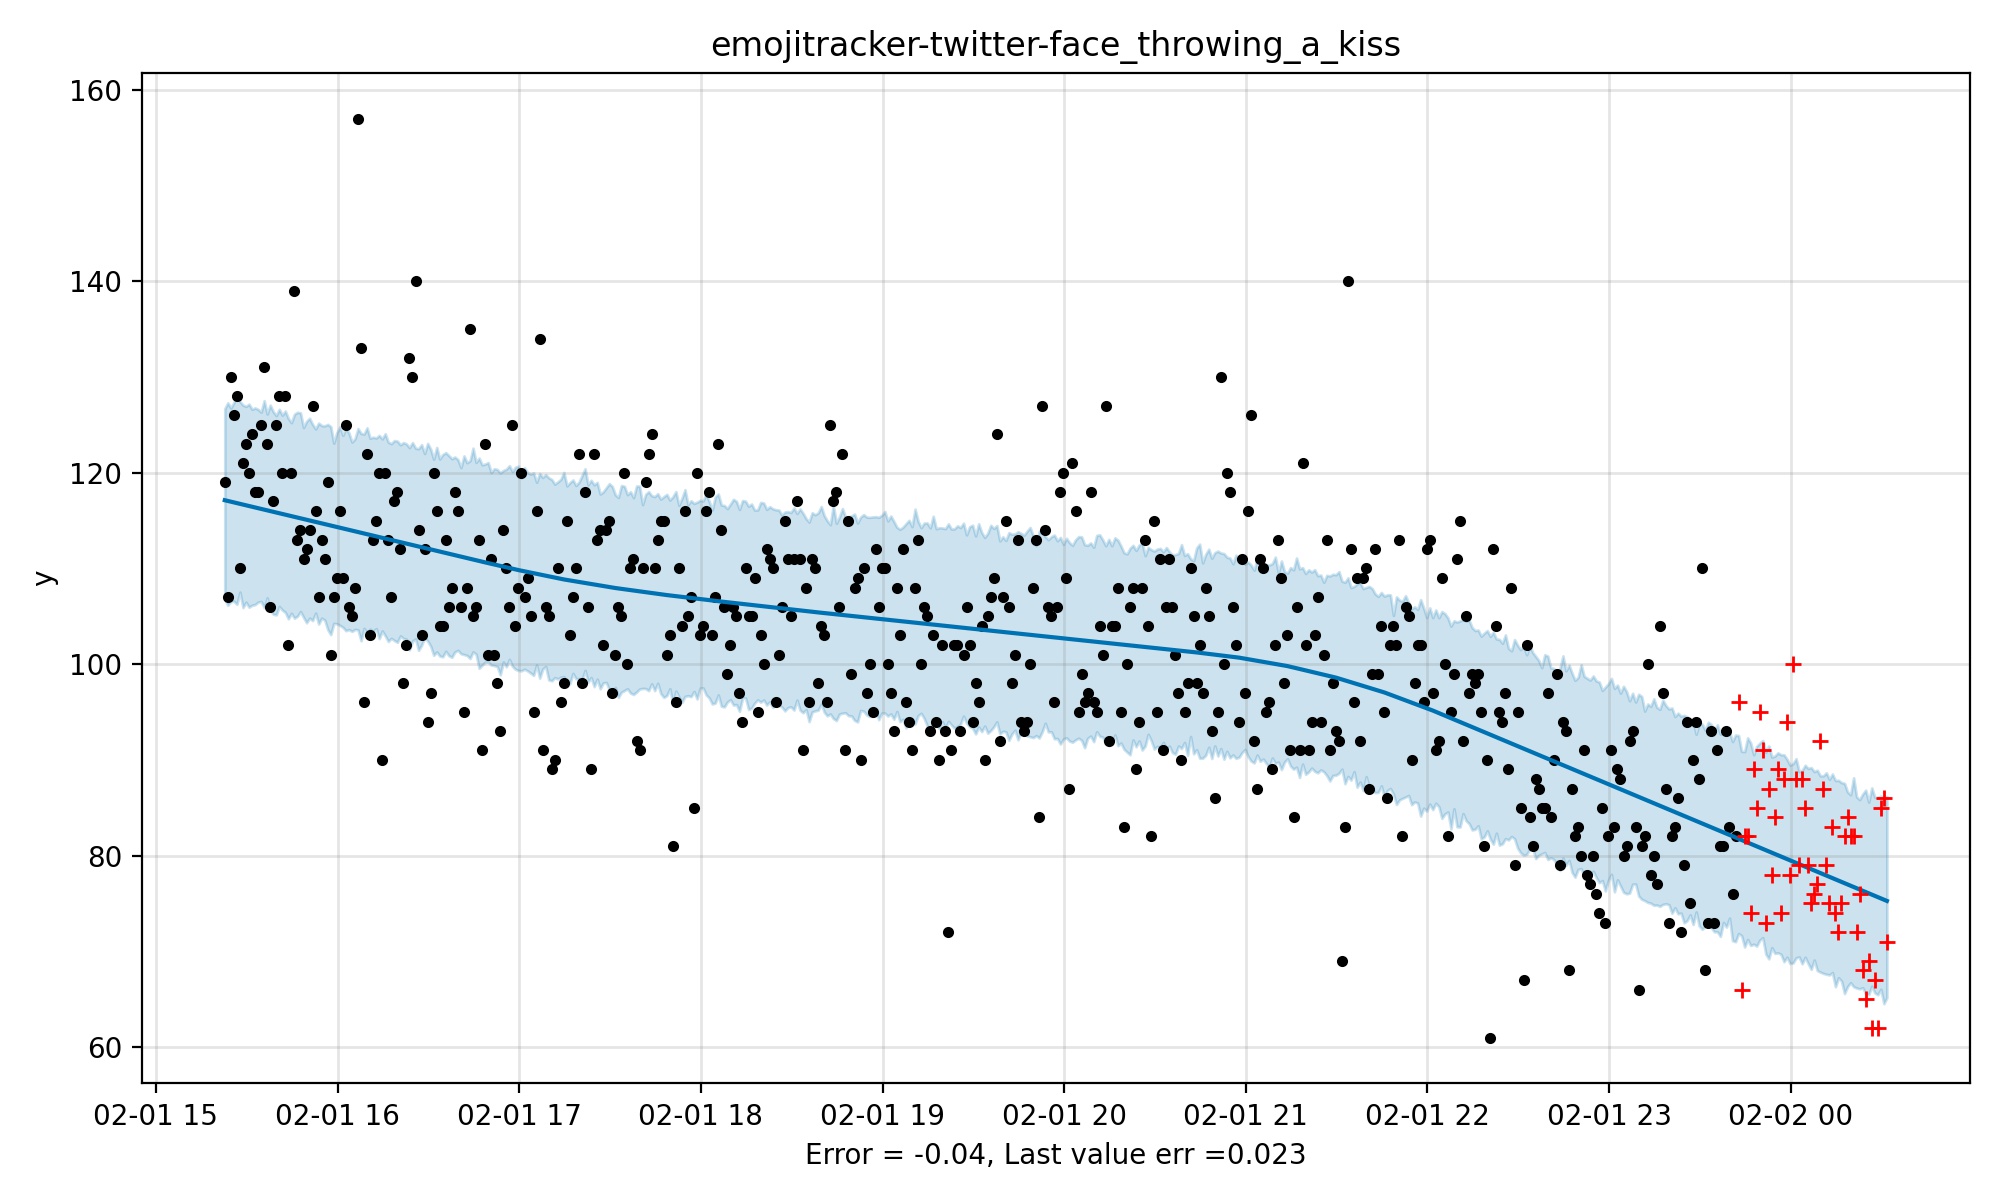 emojitracker-twitter-face_throwing_a_kiss
160
140
120
100
80
60
y
02-01 15 02-01 16 02-01 17 02-01 18 02-01 19 02-01 20 02-01 21 02-01 22 02-01 23 02-02 00
Error = -0.04, Last value err =0.023